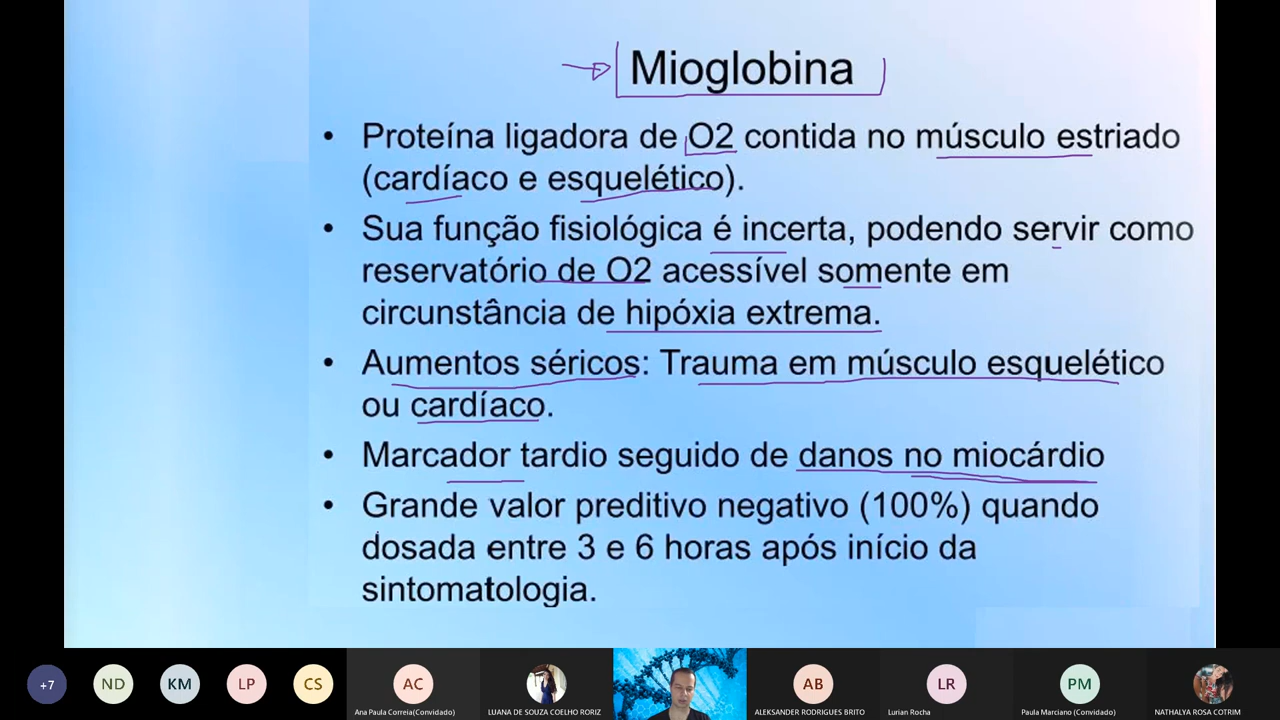 Mioglobina
• Proteína ligadora de O2 contida no músculo estriado
(cardíaco e esquelético).
• Sua função fisiológica é incerta, podendo servir como
reservatório de O2 acessível somente em
circunstância de hipóxia extrema.
• Aumentos séricos: Trauma em músculo esquelético
ou cardíaco.
• Marcador tardio seguido de danos no miocárdio
• Grande valor preditivo negativo (100%) quando
dosada entre 3 e 6 horas após início da
sintomatologia.
+7 ND KM LP CS AC AB LR PM
Ana Paula Correia(Convidado) LUANA DE SOUZA COELHO RORIZ ALEKSANDER RODRIGUES BRITO Lurian Rocha Paula Marciano (Convidado) NATHALYA ROSA COTRIM